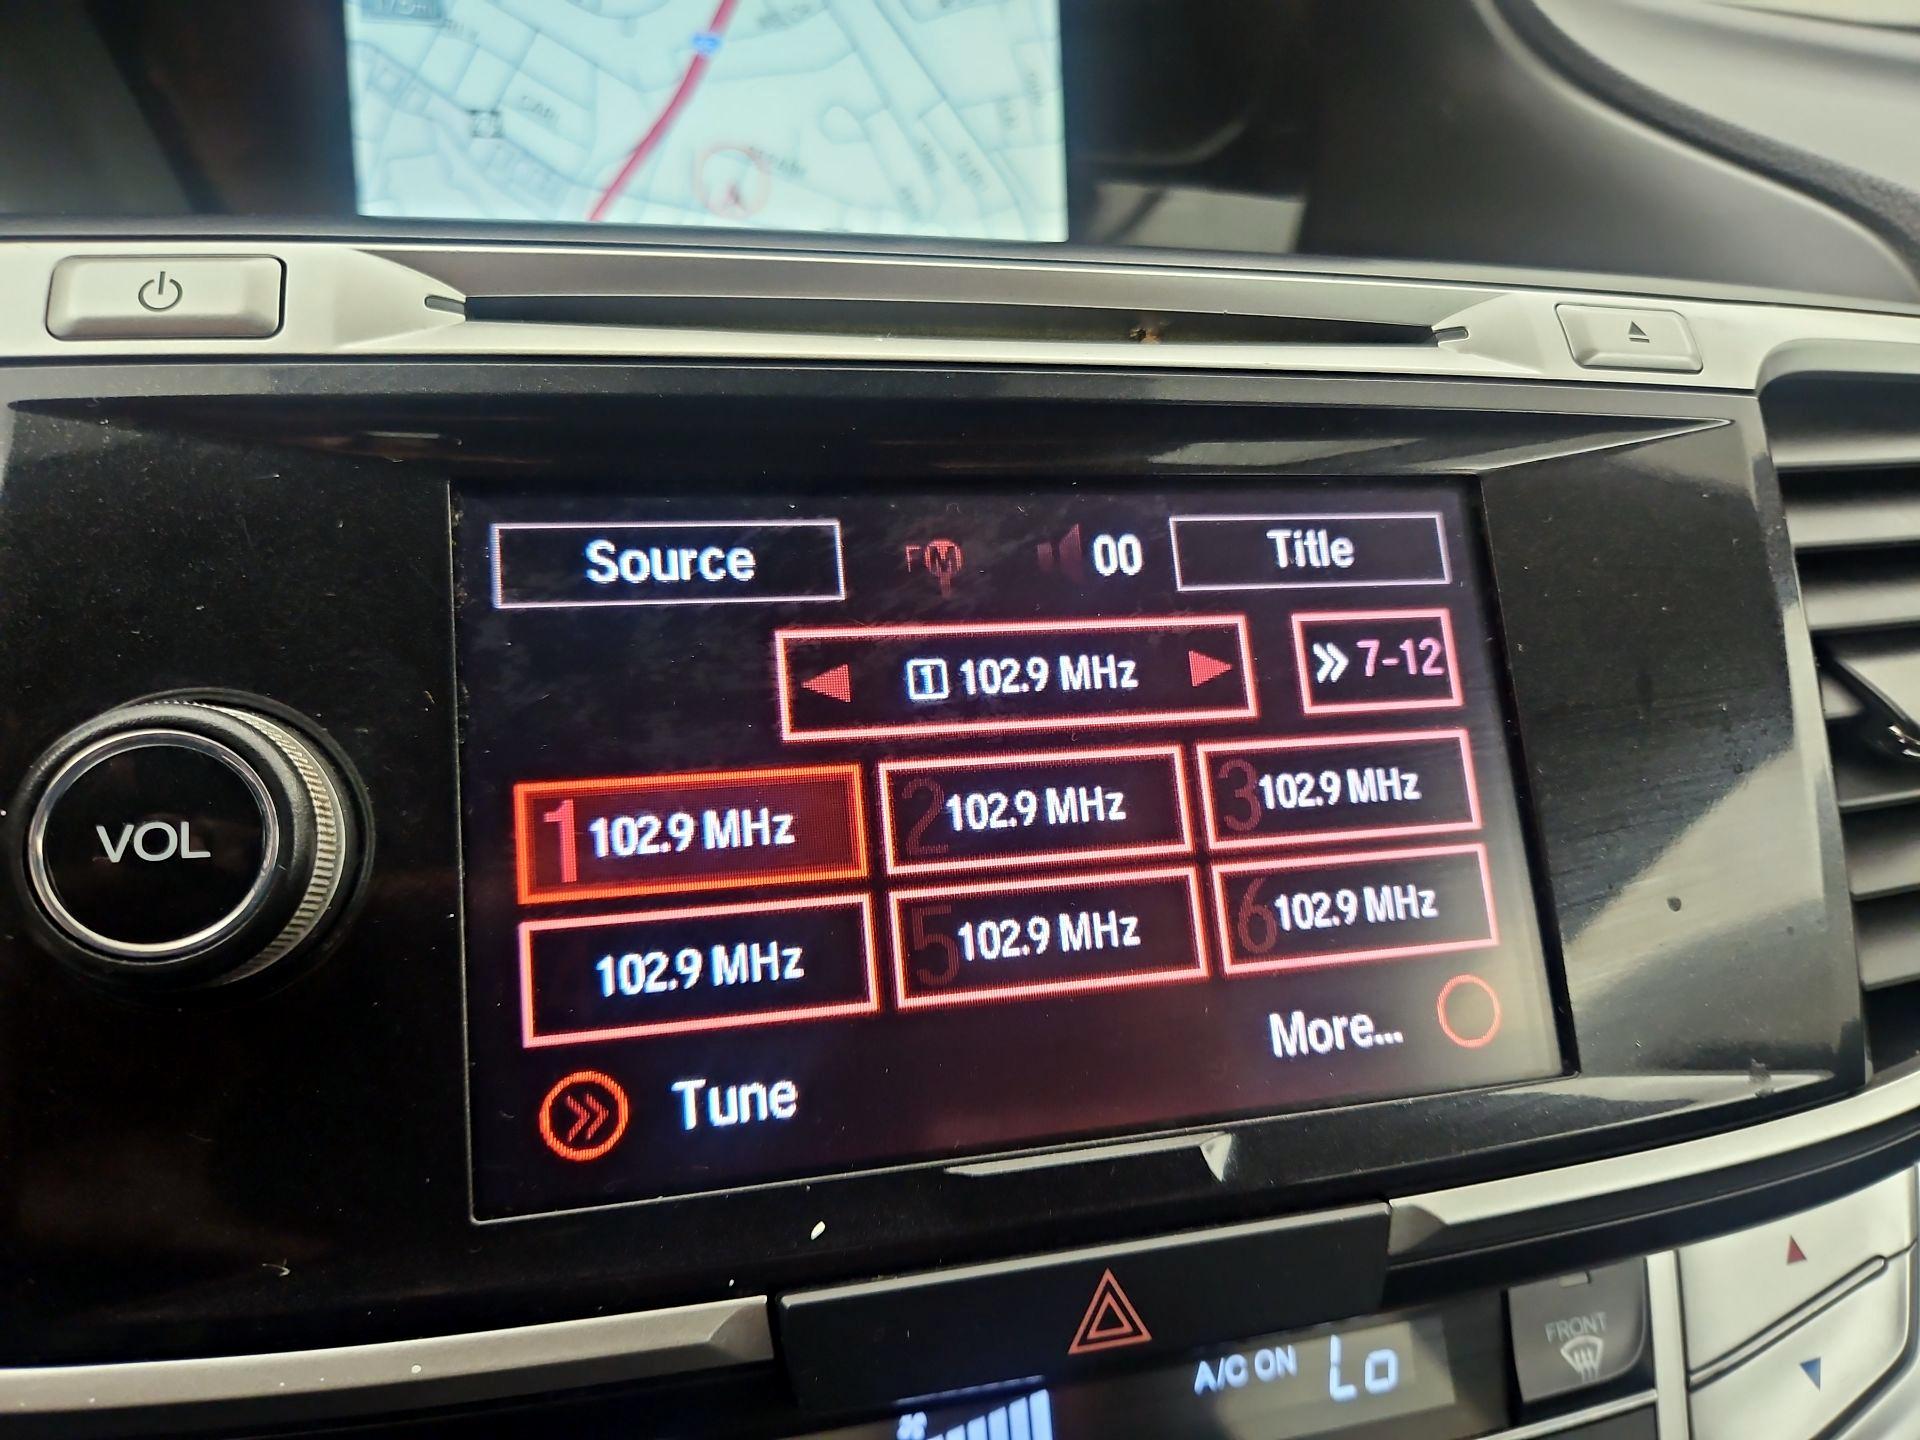 Source FM 00 Title
1 102.9 MHz 7-12
1 102.9 MHz 2 102.9 MHz 3 102.9 MHz
102.9 MHz 5 102.9 MHz 6 102.9 MHz
More...
Tune
VOL
FRONT
A/C ON Lo